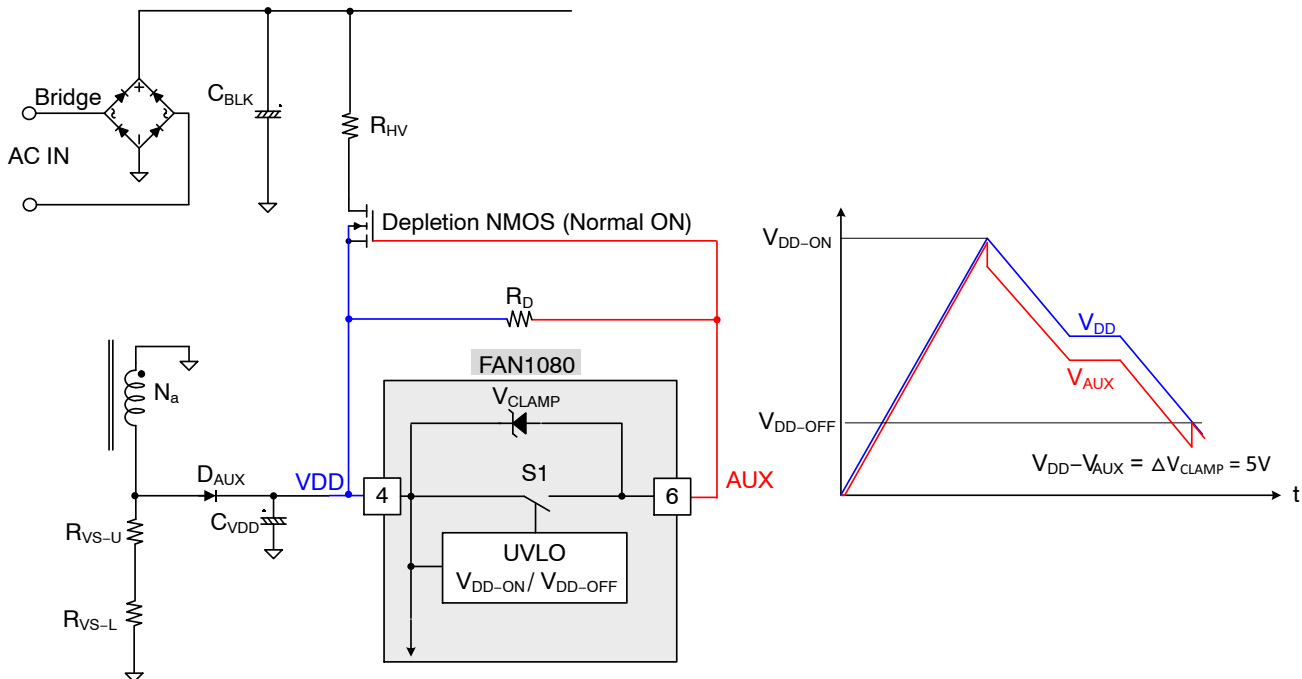 Bridge
AC IN
C_BLK
R_HV
Depletion NMOS (Normal ON)
R_D
FAN1080
V_CLAMP
N_a
D_AUX
VDD
4
S1
6
AUX
C_VDD
R_VS–U
R_VS–L
UVLO
V_DD–ON / V_DD–OFF
V_DD–ON
V_DD
V_AUX
V_DD–OFF
V_DD–V_AUX = ΔV_CLAMP = 5V
t